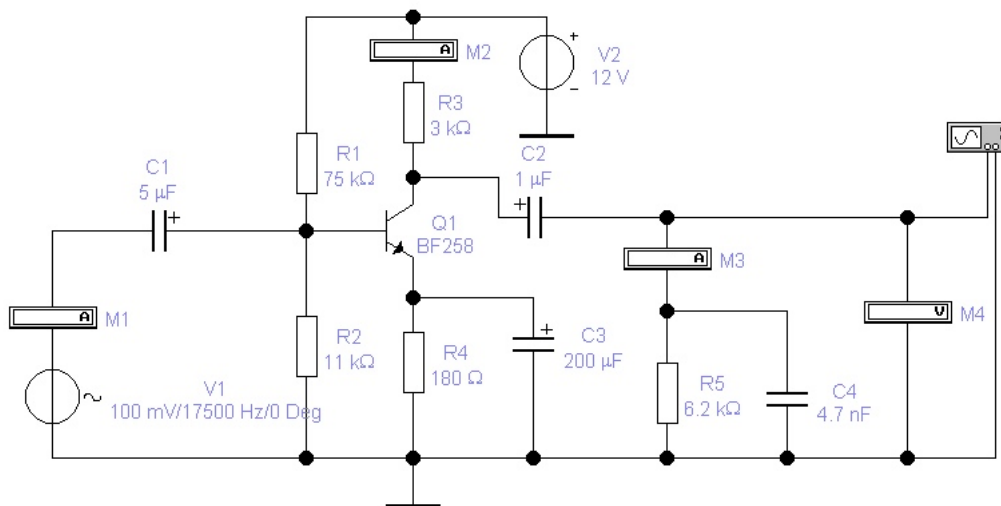 A
M2
+
V2
12 V
−
R3
3 kΩ
R1
75 kΩ
C1
5 µF
+
C2
1 µF
+
Q1
BF258
A
M3
A
M1
V
M4
R2
11 kΩ
R4
180 Ω
+
C3
200 µF
V1
100 mV/17500 Hz/0 Deg
R5
6.2 kΩ
C4
4.7 nF